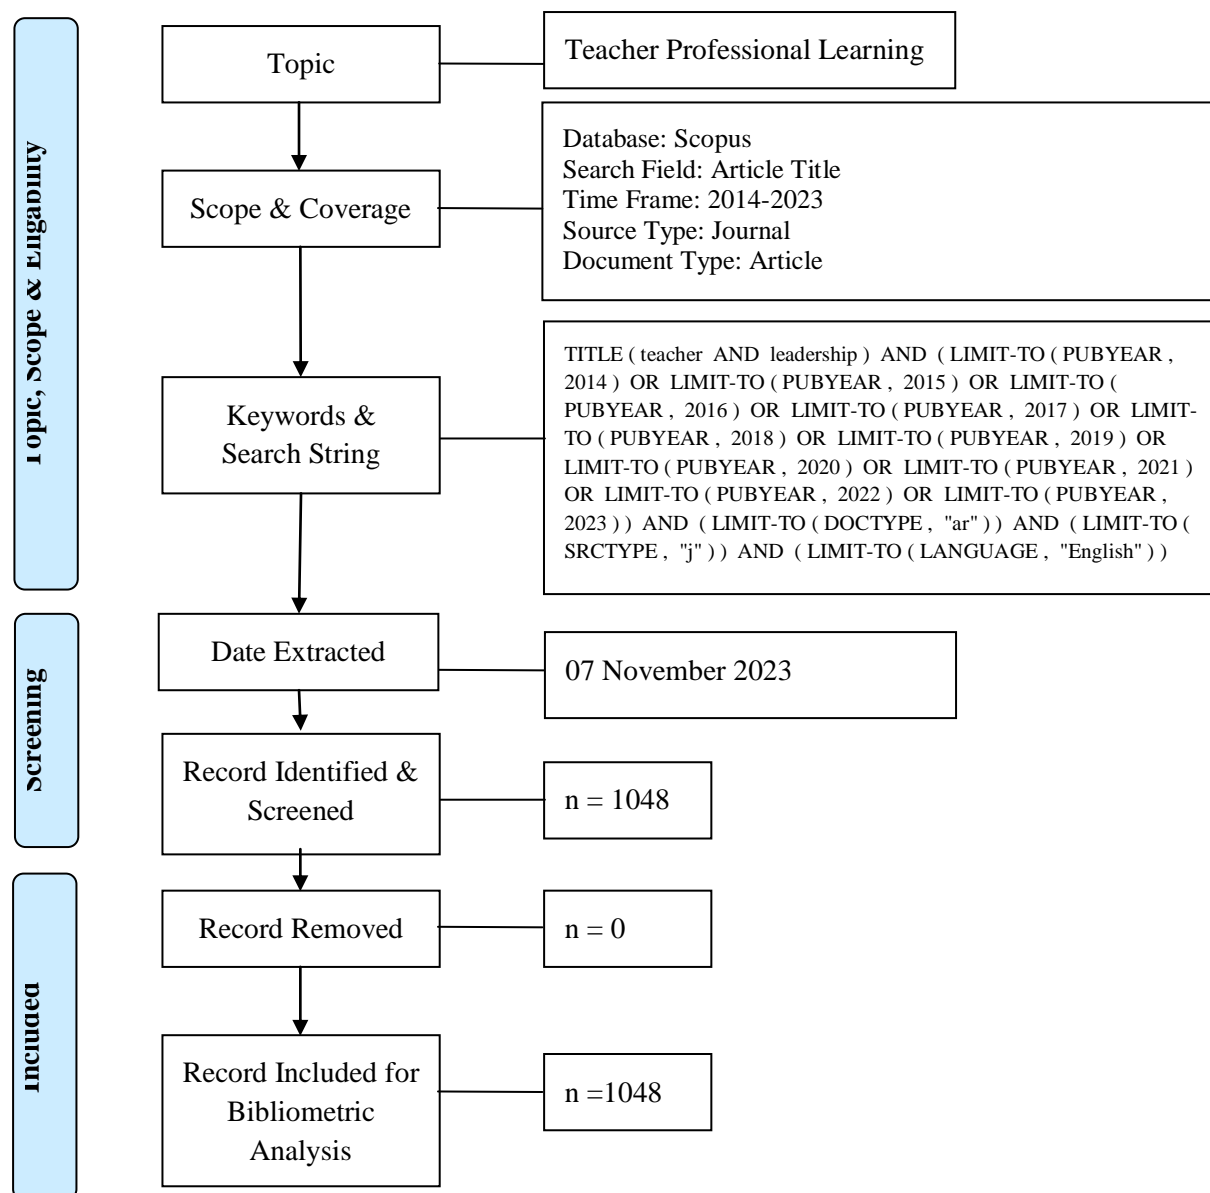 Topic
Teacher Professional Learning
Scope & Coverage
Database: Scopus
Search Field: Article Title
Time Frame: 2014-2023
Source Type: Journal
Document Type: Article
Keywords &
Search String
TITLE ( teacher AND leadership ) AND ( LIMIT-TO ( PUBYEAR ,
2014 ) OR LIMIT-TO ( PUBYEAR , 2015 ) OR LIMIT-TO (
PUBYEAR , 2016 ) OR LIMIT-TO ( PUBYEAR , 2017 ) OR LIMIT-
TO ( PUBYEAR , 2018 ) OR LIMIT-TO ( PUBYEAR , 2019 ) OR
LIMIT-TO ( PUBYEAR , 2020 ) OR LIMIT-TO ( PUBYEAR , 2021 )
OR LIMIT-TO ( PUBYEAR , 2022 ) OR LIMIT-TO ( PUBYEAR ,
2023 ) ) AND ( LIMIT-TO ( DOCTYPE , "ar" ) ) AND ( LIMIT-TO (
SRCTYPE , "j" ) ) AND ( LIMIT-TO ( LANGUAGE , "English" ) )
Topic, Scope &
Date Extracted
07 November 2023
Record Identified &
Screened
n = 1048
Screening
Record Removed
n = 0
Record Included for
Bibliometric
Analysis
n =1048
Included